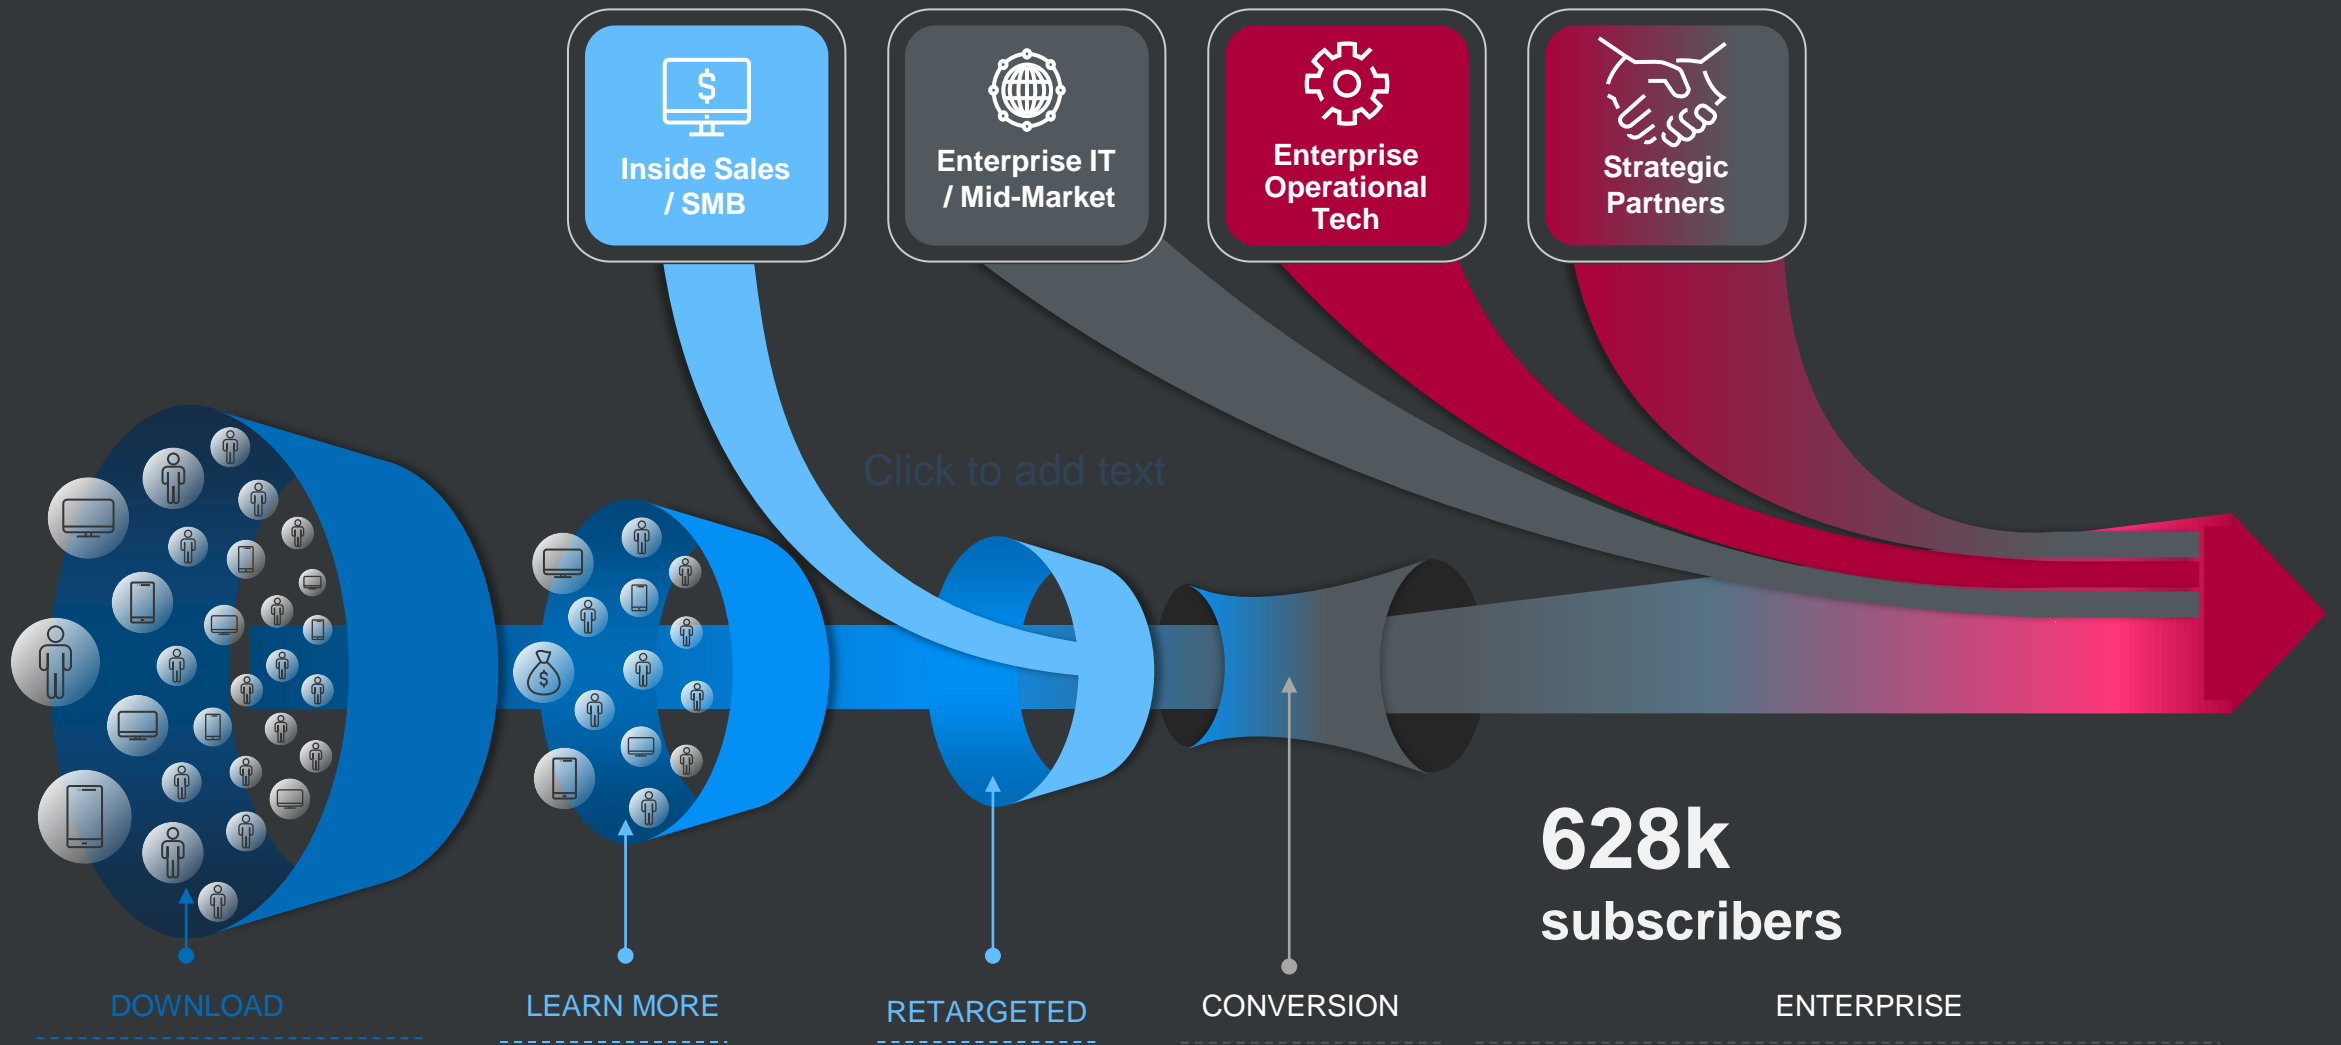 Inside Sales
/ SMB
Enterprise IT
/ Mid-Market
Enterprise
Operational
Tech
Strategic
Partners
Click to add text
628k
subscribers
DOWNLOAD
LEARN MORE
RETARGETED
CONVERSION
ENTERPRISE